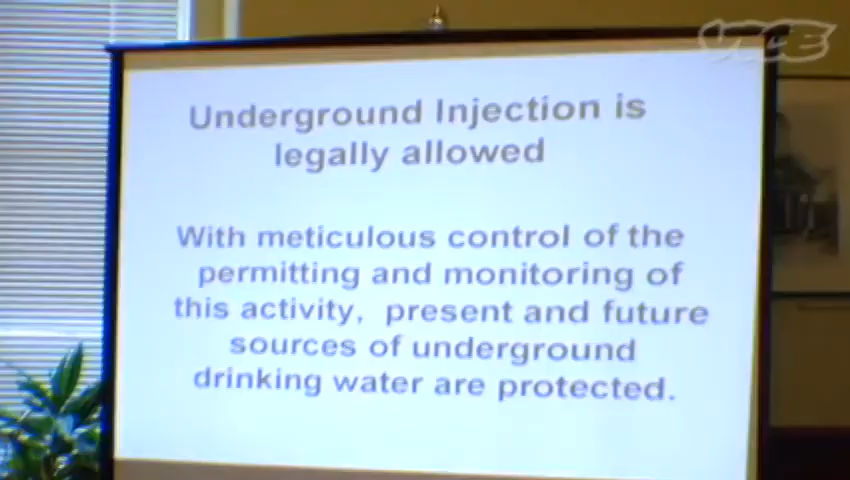 VICE
Underground Injection is
legally allowed
With meticulous control of the
permitting and monitoring of
this activity, present and future
sources of underground
drinking water are protected.